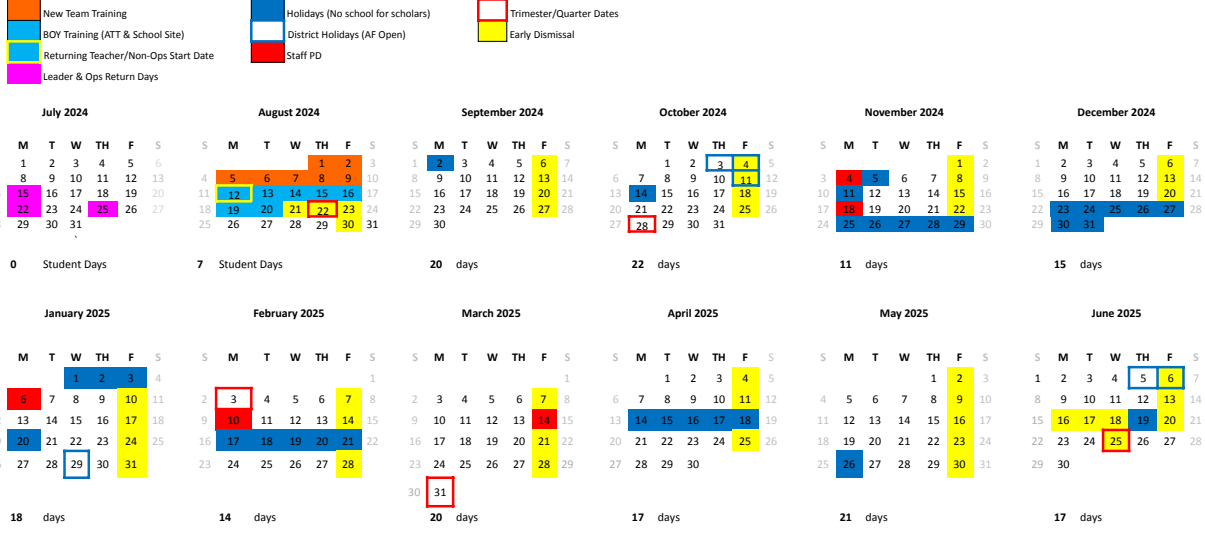 New Team Training Holidays (No school for scholars) Trimester/Quarter Dates
BOY Training (ATT & School Site) District Holidays (AF Open) Early Dismissal
Returning Teacher/Non-Ops Start Date Staff PD
Leader & Ops Return Days
July 2024 August 2024 September 2024 October 2024 November 2024 December 2024
M T W TH F S S M T W TH F S S M T W TH F S S M T W TH F S S M T W TH F S S M T W TH F S
1 2 3 4 5 6 1 2 3 1 2 3 4 5 6 7 1 2 3 4 5 1 2 1 2 3 4 5 6 7
8 9 10 11 12 13 4 5 6 7 8 9 10 8 9 10 11 12 13 14 6 7 8 9 10 11 12 3 4 5 6 7 8 9 8 9 10 11 12 13 14
15 16 17 18 19 20 11 12 13 14 15 16 17 15 16 17 18 19 20 21 13 14 15 16 17 18 19 10 11 12 13 14 15 16 15 16 17 18 19 20 21
22 23 24 25 26 27 18 19 20 21 22 23 24 22 23 24 25 26 27 28 20 21 22 23 24 25 26 17 18 19 20 21 22 23 22 23 24 25 26 27 28
29 30 31 25 26 27 28 29 30 31 29 30 27 28 29 30 31 24 25 26 27 28 29 30 29 30 31
`
0 Student Days 7 Student Days 20 days 22 days 11 days 15 days
January 2025 February 2025 March 2025 April 2025 May 2025 June 2025
M T W TH F S S M T W TH F S S M T W TH F S S M T W TH F S S M T W TH F S S M T W TH F S
1 2 3 4 1 1 1 2 3 4 5 1 2 3 1 2 3 4 5 6 7
6 7 8 9 10 11 2 3 4 5 6 7 8 2 3 4 5 6 7 8 6 7 8 9 10 11 12 4 5 6 7 8 9 10 8 9 10 11 12 13 14
13 14 15 16 17 18 9 10 11 12 13 14 15 9 10 11 12 13 14 15 13 14 15 16 17 18 19 11 12 13 14 15 16 17 15 16 17 18 19 20 21
20 21 22 23 24 25 16 17 18 19 20 21 22 16 17 18 19 20 21 22 20 21 22 23 24 25 26 18 19 20 21 22 23 24 22 23 24 25 26 27 28
27 28 29 30 31 23 24 25 26 27 28 23 24 25 26 27 28 29 27 28 29 30 25 26 27 28 29 30 31 29 30
30 31
18 days 14 days 20 days 17 days 21 days 17 days